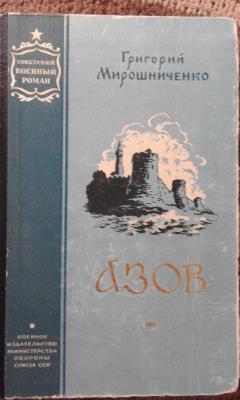 СОВЕТСКИЙ
ВОЕННЫЙ
РОМАН
Григорий
Мирошниченко
АЗОВ
ВОЕННОЕ
ИЗДАТЕЛЬСТВО
МИНИСТЕРСТВА
ОБОРОНЫ
СОЮЗА ССР